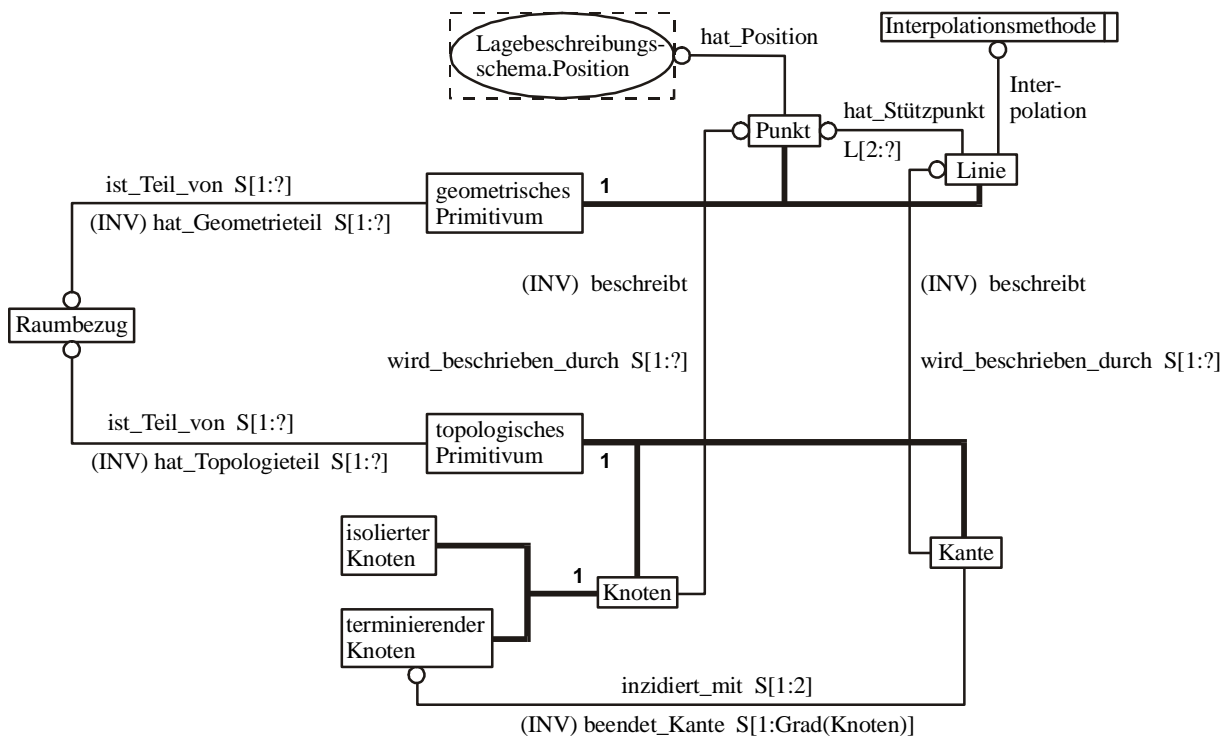 Lagebeschreibungs-
schema.Position
hat_Position
Interpolationsmethode
Inter-
polation
hat_Stützpunkt
Punkt
L[2:?]
Linie
ist_Teil_von S[1:?]
geometrisches
Primitivum
1
(INV) hat_Geometrieteil S[1:?]
(INV) beschreibt
(INV) beschreibt
Raumbezug
wird_beschrieben_durch S[1:?]
wird_beschrieben_durch S[1:?]
ist_Teil_von S[1:?]
topologisches
Primitivum
1
(INV) hat_Topologieteil S[1:?]
isolierter
Knoten
1
Knoten
Kante
terminierender
Knoten
inzidiert_mit S[1:2]
(INV) beendet_Kante S[1:Grad(Knoten)]